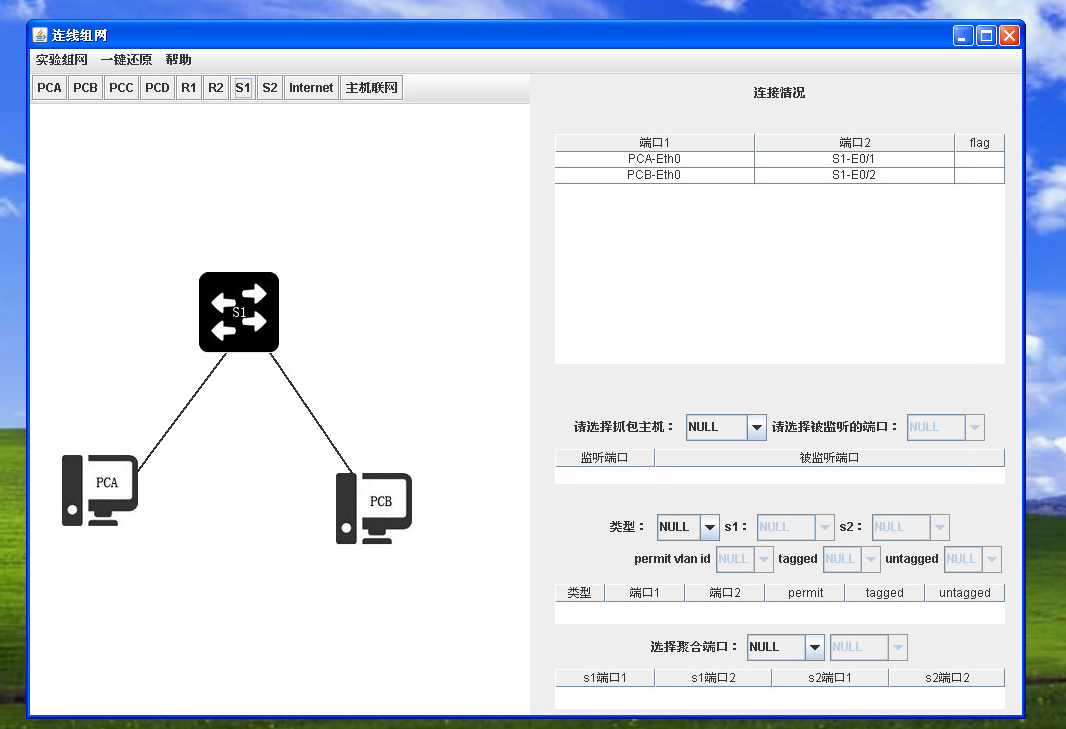 连线组网
实验组网 一键还原 帮助
PCA PCB PCC PCD R1 R2 S1 S2 Internet 主机联网
连接情况
端口1 端口2 flag
PCA-Eth0 S1-E0/1
PCB-Eth0 S1-E0/2
S1
PCA
PCB
请选择抓包主机： NULL 请选择被监听的端口： NULL
监听端口 被监听端口
类型： NULL s1： NULL s2： NULL
permit vlan id NULL tagged NULL untagged NULL
类型 端口1 端口2 permit tagged untagged
选择聚合端口： NULL NULL
s1端口1 s1端口2 s2端口1 s2端口2